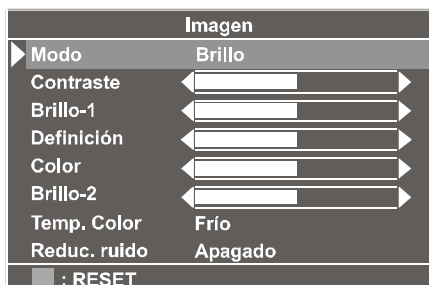 Imagen
Modo Brillo
Contraste
Brillo-1
Definición
Color
Brillo-2
Temp. Color Frío
Reduc. ruido Apagado
: RESET